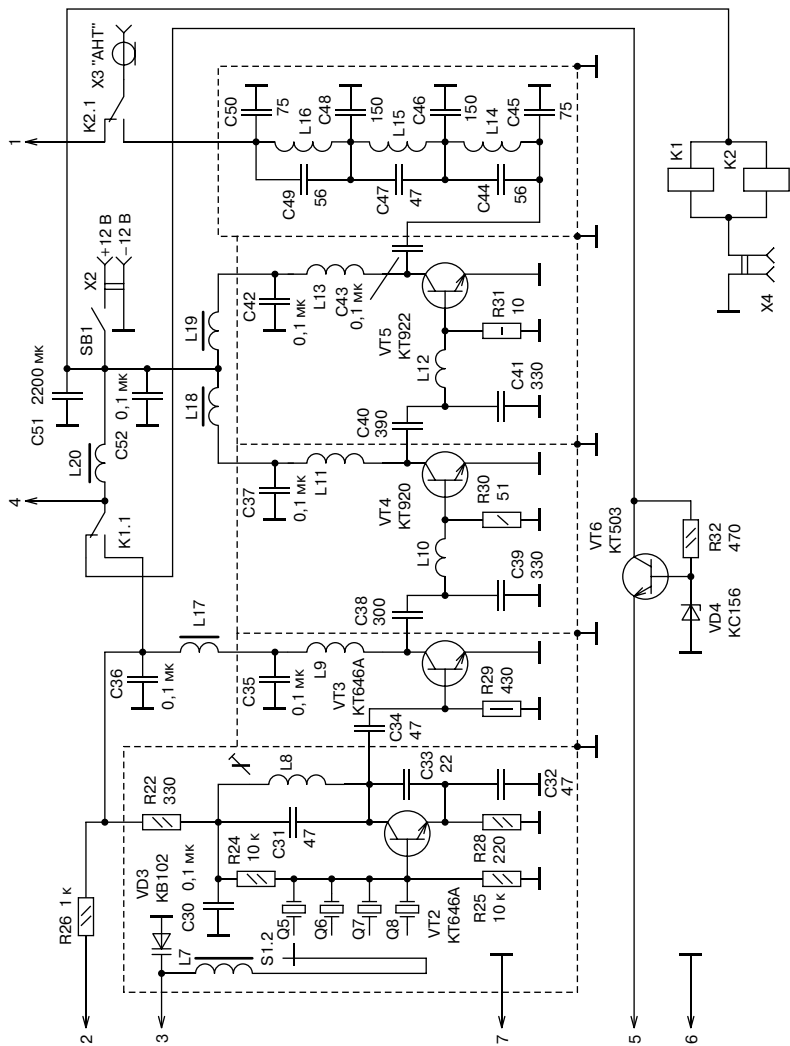 1
4
2
3
7
5
6
X3 "АНТ"
K2.1
X2
+12 В
−12 В
SB1
C51 2200 мк
C52
0,1 мк
L20
K1.1
L18
L19
C50
75
L16
C48
150
L15
C46
150
L14
C45
75
C49
56
C47
47
C44
56
C42
0,1 мк
L13
C43
0,1 мк
VT5
КТ922
R31
10
L12
C41
330
C40
390
C37
0,1 мк
L11
VT4
КТ920
R30
51
L10
C39
330
C38
300
L17
C36
0,1 мк
C35
0,1 мк
L9
VT3
КТ646А
R29
430
C34
47
R26 1 к
R22
330
VD3
КВ102
C30
0,1 мк
R24
10 к
C31
47
L8
C33
22
C32
47
R28
220
R25
10 к
VT2
КТ646А
Q5
Q6
Q7
Q8
L7
S1.2
VT6
КТ503
R32
470
VD4
КС156
K1
K2
X4